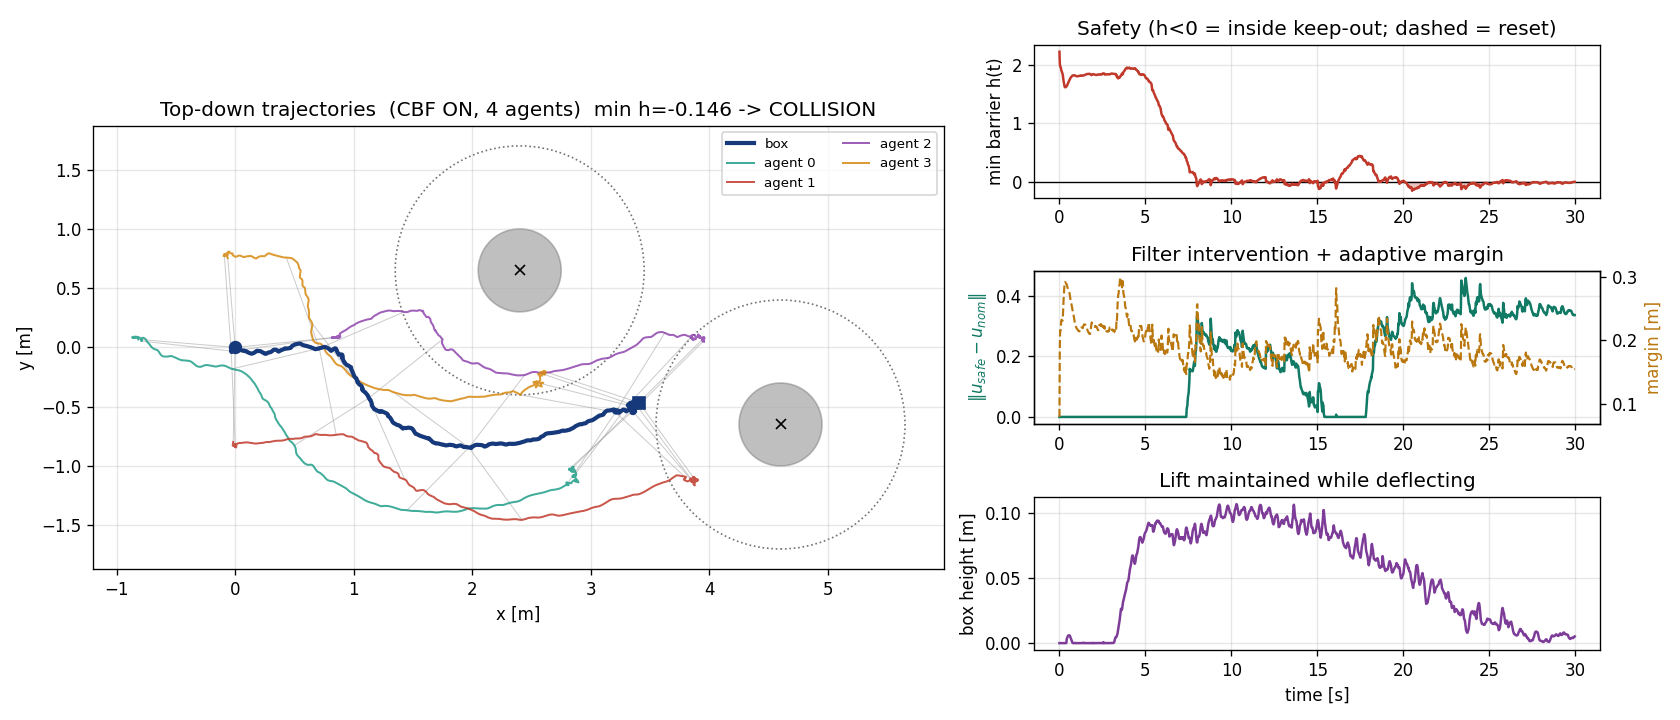 Top-down trajectories  (CBF ON, 4 agents)  min h=-0.146 -> COLLISION
box
agent 0
agent 1
agent 2
agent 3
y [m]
1.5
1.0
0.5
0.0
−0.5
−1.0
−1.5
−1
0
1
2
3
4
5
x [m]
Safety (h<0 = inside keep-out; dashed = reset)
min barrier h(t)
2
1
0
0
5
10
15
20
25
30
Filter intervention + adaptive margin
‖u_safe − u_nom‖
0.4
0.2
0.0
0.3
0.2
0.1
margin [m]
0
5
10
15
20
25
30
Lift maintained while deflecting
box height [m]
0.10
0.05
0.00
0
5
10
15
20
25
30
time [s]